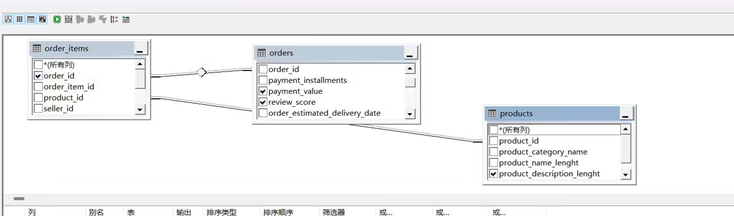 order_items
*(所有列)
order_id
order_item_id
product_id
seller_id
orders
order_id
payment_installments
payment_value
review_score
order_estimated_delivery_date
products
*(所有列)
product_id
product_category_name
product_name_lenght
product_description_lenght
列 别名 表 输出 排序类型 排序顺序 筛选器 或... 或... 或...